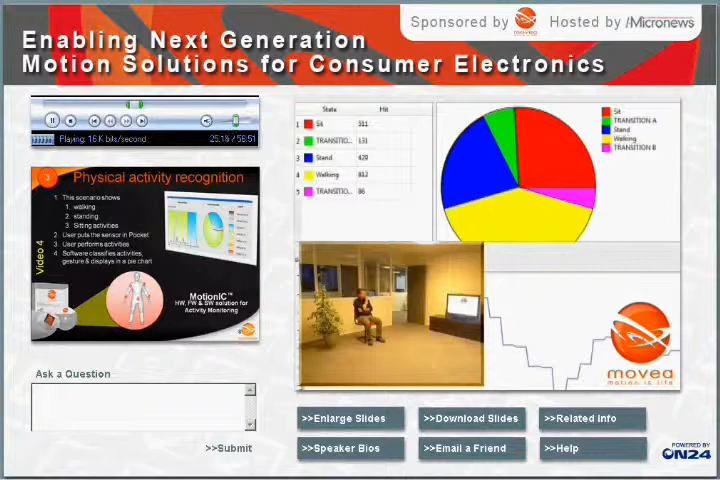 Sponsored by movea Hosted by Micronews
Enabling Next Generation
Motion Solutions for Consumer Electronics
Playing: 16 K bits/second 25:18 / 56:51
3 Physical activity recognition
1. This scenario shows
1. walking
2. standing
3. Sitting activities
2. User puts the sensor in Pocket
3. User performs activities
4. Software classifies activities,
gesture & displays in a pie chart
Video 4
MotionIC™
HW, FW & SW solution for
Activity Monitoring
State Hit
1 Sit 511
2 TRANSITIO... 131
3 Stand 429
4 Walking 812
5 TRANSITIO... 86
Sit
TRANSITION A
Stand
Walking
TRANSITION B
movea
motion is life
Ask a Question
>>Submit
>>Enlarge Slides >>Download Slides >>Related Info
>>Speaker Bios >>Email a Friend >>Help
POWERED BY
ON24